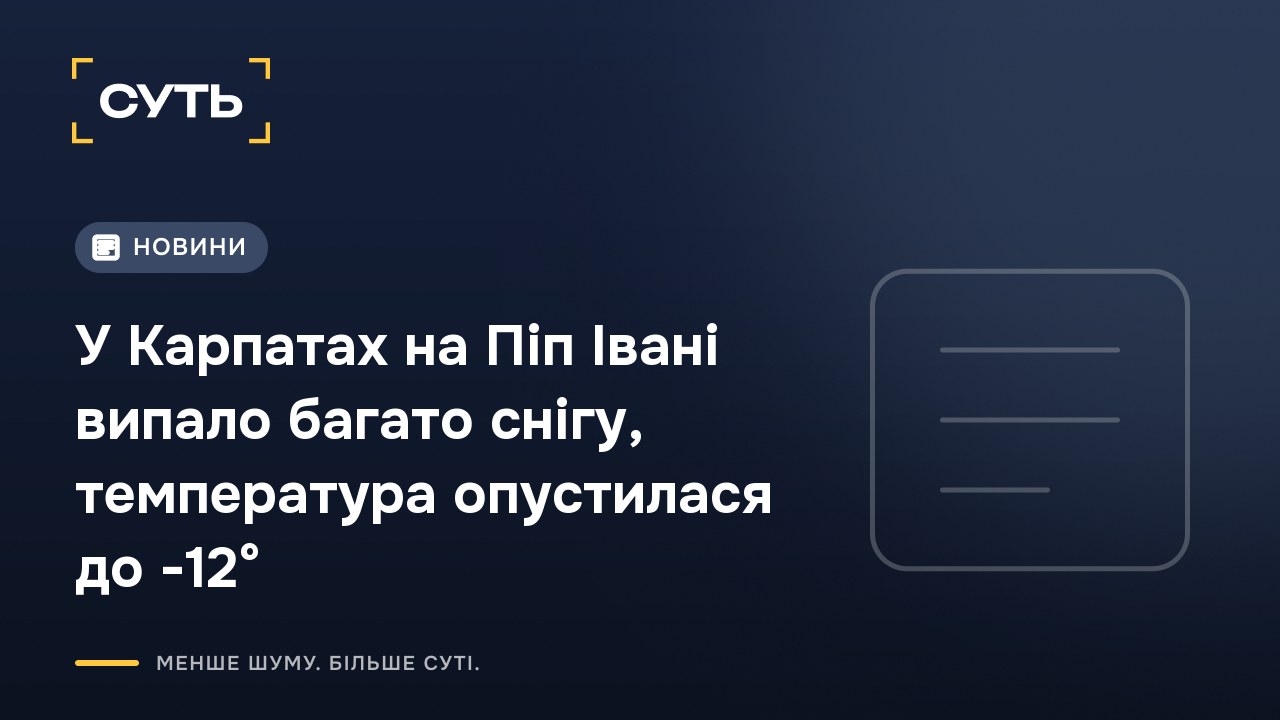 СУТЬ
НОВИНИ
У Карпатах на Піп Івані
випало багато снігу,
температура опустилася
до -12°
МЕНШЕ ШУМУ. БІЛЬШЕ СУТІ.